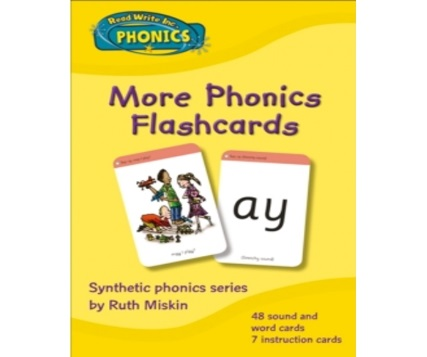 Read Write Inc.
PHONICS
More Phonics
Flashcards
ay
Synthetic phonics series
by Ruth Miskin
48 sound and
word cards
7 instruction cards